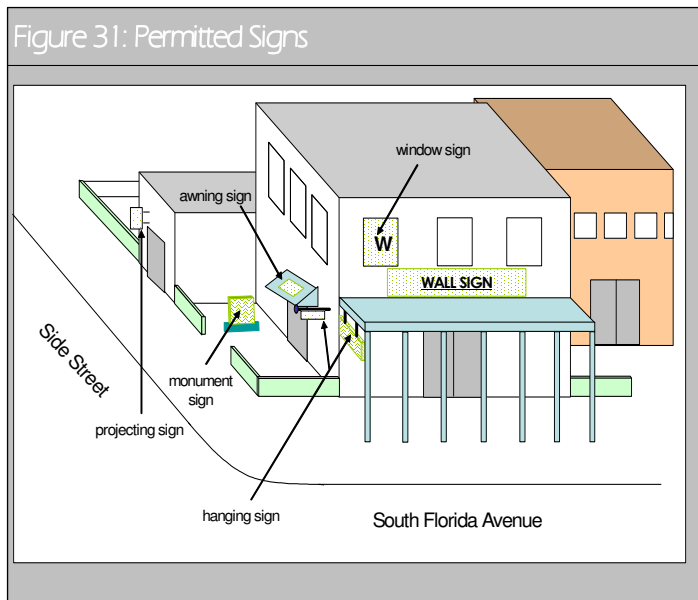 Figure 31: Permitted Signs
window sign
awning sign
W
WALL SIGN
Side Street
monument
sign
projecting sign
hanging sign
South Florida Avenue